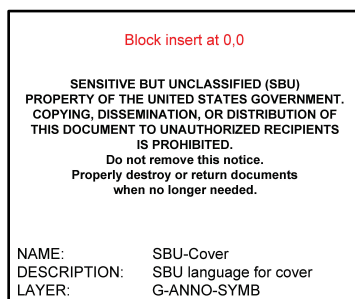 Block insert at 0,0
SENSITIVE BUT UNCLASSIFIED (SBU)
PROPERTY OF THE UNITED STATES GOVERNMENT.
COPYING, DISSEMINATION, OR DISTRIBUTION OF
THIS DOCUMENT TO UNAUTHORIZED RECIPIENTS
IS PROHIBITED.
Do not remove this notice.
Properly destroy or return documents
when no longer needed.
NAME: SBU-Cover
DESCRIPTION: SBU language for cover
LAYER: G-ANNO-SYMB